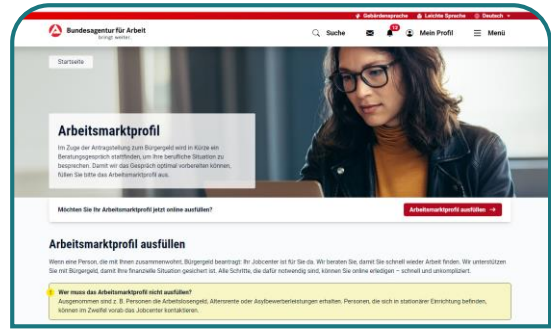 Gebärdensprache Leichte Sprache Deutsch
Bundesagentur für Arbeit
bringt weiter.
Suche Mein Profil Menü
Startseite
Arbeitsmarktprofil
Im Zuge der Antragstellung zum Bürgergeld wird in Kürze ein
Beratungsgespräch stattfinden, um Ihre berufliche Situation zu
besprechen. Damit wir das Gespräch optimal vorbereiten können,
füllen Sie bitte das Arbeitsmarktprofil aus.
Möchten Sie Ihr Arbeitsmarktprofil jetzt online ausfüllen? Arbeitsmarktprofil ausfüllen →
Arbeitsmarktprofil ausfüllen
Wenn eine Person, die mit Ihnen zusammenwohnt, Bürgergeld beantragt: Ihr Jobcenter ist für Sie da. Wir beraten Sie, damit Sie schnell wieder Arbeit finden. Wir unterstützen
Sie mit Bürgergeld, damit Ihre finanzielle Situation gesichert ist. Alle Schritte, die dafür notwendig sind, können Sie online erledigen – schnell und unkompliziert.
Wer muss das Arbeitsmarktprofil nicht ausfüllen?
Ausgenommen sind z. B. Personen die Arbeitslosengeld, Altersrente oder Asylbewerberleistungen erhalten. Personen, die sich in stationärer Einrichtung befinden,
können im Zweifel vorab das Jobcenter kontaktieren.